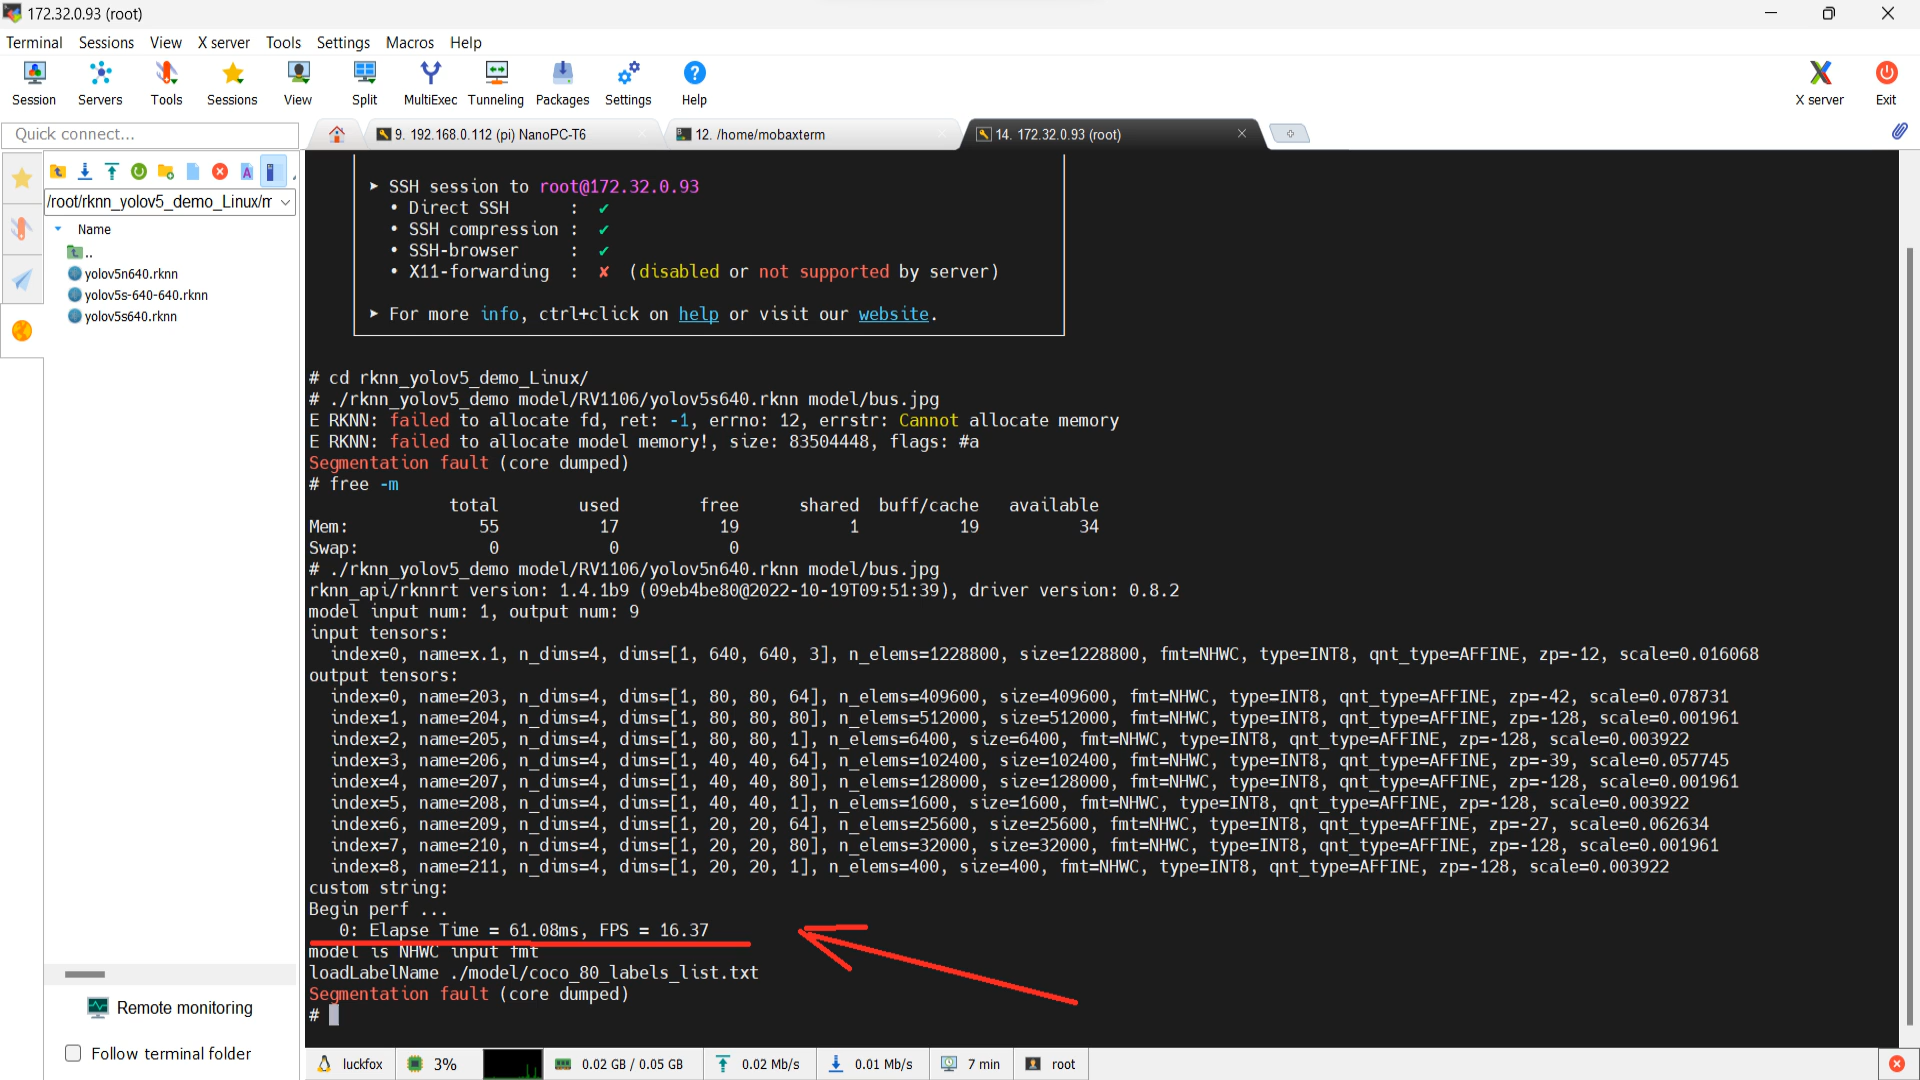 172.32.0.93 (root)
Terminal Sessions View X server Tools Settings Macros Help
Session Servers Tools Sessions View Split MultiExec Tunneling Packages Settings Help X server Exit
Quick connect...
9. 192.168.0.112 (pi) NanoPC-T6
12. /home/mobaxterm
14. 172.32.0.93 (root)
/root/rknn_yolov5_demo_Linux/m
Name
..
yolov5n640.rknn
yolov5s-640-640.rknn
yolov5s640.rknn
Remote monitoring
Follow terminal folder
➤ SSH session to root@172.32.0.93
• Direct SSH : ✔
• SSH compression : ✔
• SSH-browser : ✔
• X11-forwarding : ✘ (disabled or not supported by server)
➤ For more info, ctrl+click on help or visit our website.
# cd rknn_yolov5_demo_Linux/
# ./rknn_yolov5_demo model/RV1106/yolov5s640.rknn model/bus.jpg
E RKNN: failed to allocate fd, ret: -1, errno: 12, errstr: Cannot allocate memory
E RKNN: failed to allocate model memory!, size: 83504448, flags: #a
Segmentation fault (core dumped)
# free -m
total used free shared buff/cache available
Mem: 55 17 19 1 19 34
Swap: 0 0 0
# ./rknn_yolov5_demo model/RV1106/yolov5n640.rknn model/bus.jpg
rknn_api/rknnrt version: 1.4.1b9 (09eb4be80@2022-10-19T09:51:39), driver version: 0.8.2
model input num: 1, output num: 9
input tensors:
index=0, name=x.1, n_dims=4, dims=[1, 640, 640, 3], n_elems=1228800, size=1228800, fmt=NHWC, type=INT8, qnt_type=AFFINE, zp=-12, scale=0.016068
output tensors:
index=0, name=203, n_dims=4, dims=[1, 80, 80, 64], n_elems=409600, size=409600, fmt=NHWC, type=INT8, qnt_type=AFFINE, zp=-42, scale=0.078731
index=1, name=204, n_dims=4, dims=[1, 80, 80, 80], n_elems=512000, size=512000, fmt=NHWC, type=INT8, qnt_type=AFFINE, zp=-128, scale=0.001961
index=2, name=205, n_dims=4, dims=[1, 80, 80, 1], n_elems=6400, size=6400, fmt=NHWC, type=INT8, qnt_type=AFFINE, zp=-128, scale=0.003922
index=3, name=206, n_dims=4, dims=[1, 40, 40, 64], n_elems=102400, size=102400, fmt=NHWC, type=INT8, qnt_type=AFFINE, zp=-39, scale=0.057745
index=4, name=207, n_dims=4, dims=[1, 40, 40, 80], n_elems=128000, size=128000, fmt=NHWC, type=INT8, qnt_type=AFFINE, zp=-128, scale=0.001961
index=5, name=208, n_dims=4, dims=[1, 40, 40, 1], n_elems=1600, size=1600, fmt=NHWC, type=INT8, qnt_type=AFFINE, zp=-128, scale=0.003922
index=6, name=209, n_dims=4, dims=[1, 20, 20, 64], n_elems=25600, size=25600, fmt=NHWC, type=INT8, qnt_type=AFFINE, zp=-27, scale=0.062634
index=7, name=210, n_dims=4, dims=[1, 20, 20, 80], n_elems=32000, size=32000, fmt=NHWC, type=INT8, qnt_type=AFFINE, zp=-128, scale=0.001961
index=8, name=211, n_dims=4, dims=[1, 20, 20, 1], n_elems=400, size=400, fmt=NHWC, type=INT8, qnt_type=AFFINE, zp=-128, scale=0.003922
custom string:
Begin perf ...
0: Elapse Time = 61.08ms, FPS = 16.37
model is NHWC input fmt
loadLabelName ./model/coco_80_labels_list.txt
Segmentation fault (core dumped)
#
luckfox 3% 0.02 GB / 0.05 GB 0.02 Mb/s 0.01 Mb/s 7 min root